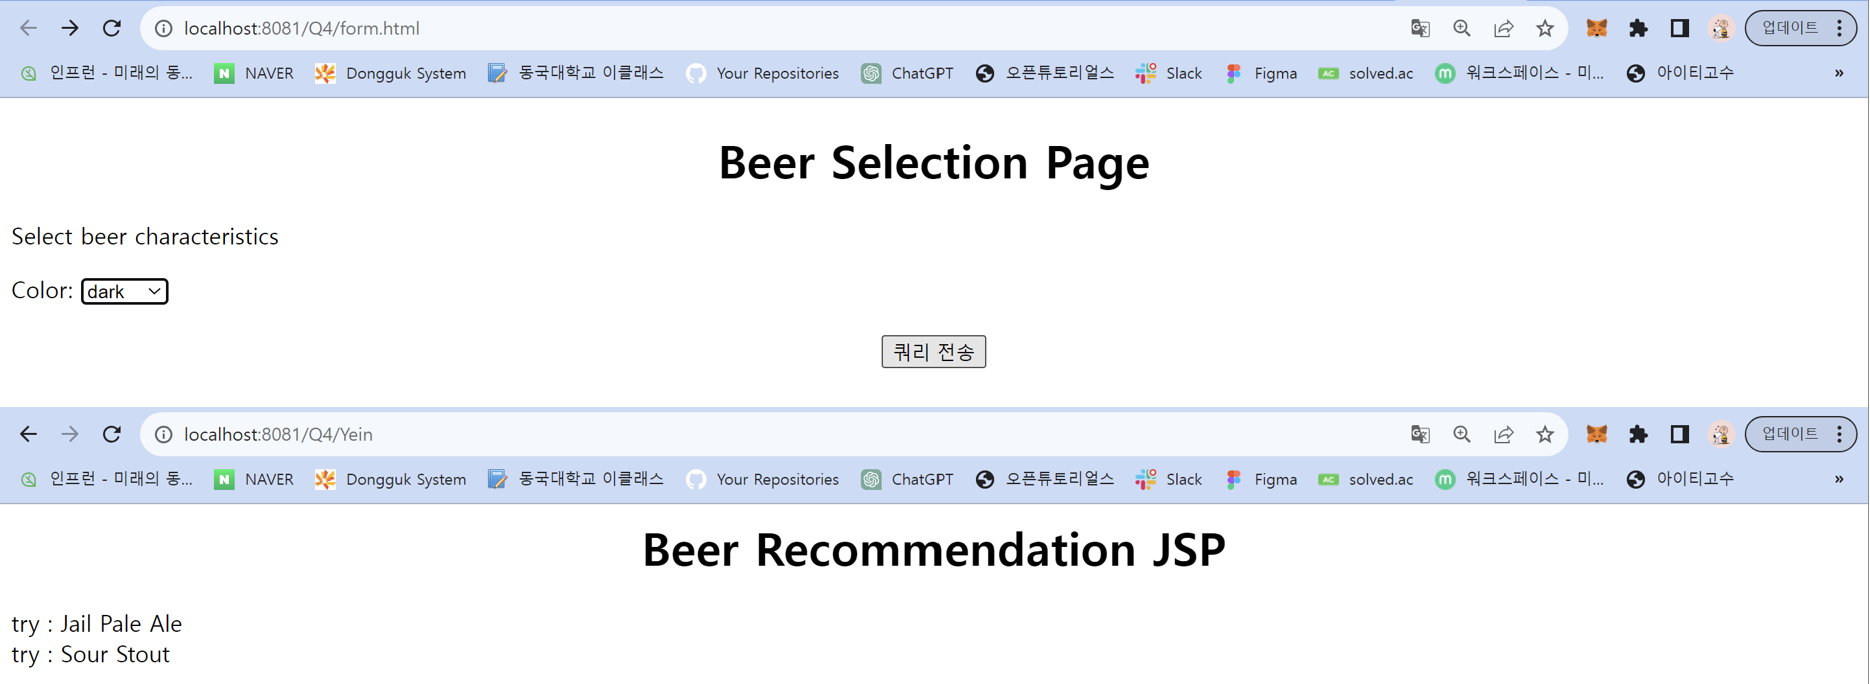 localhost:8081/Q4/form.html
업데이트
인프런 - 미래의 동... NAVER Dongguk System 동국대학교 이클래스 Your Repositories ChatGPT 오픈튜토리얼스 Slack Figma AC solved.ac 워크스페이스 - 미... 아이티고수 »
Beer Selection Page
Select beer characteristics
Color: dark
쿼리 전송
localhost:8081/Q4/Yein
업데이트
인프런 - 미래의 동... NAVER Dongguk System 동국대학교 이클래스 Your Repositories ChatGPT 오픈튜토리얼스 Slack Figma AC solved.ac 워크스페이스 - 미... 아이티고수 »
Beer Recommendation JSP
try : Jail Pale Ale
try : Sour Stout